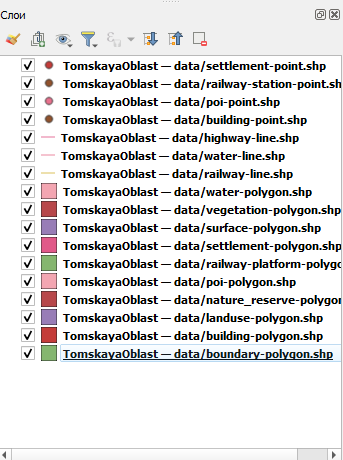 Слои
TomskayaOblast — data/settlement-point.shp
TomskayaOblast — data/railway-station-point.sh
TomskayaOblast — data/poi-point.shp
TomskayaOblast — data/building-point.shp
TomskayaOblast — data/highway-line.shp
TomskayaOblast — data/water-line.shp
TomskayaOblast — data/railway-line.shp
TomskayaOblast — data/water-polygon.shp
TomskayaOblast — data/vegetation-polygon.shp
TomskayaOblast — data/surface-polygon.shp
TomskayaOblast — data/settlement-polygon.shp
TomskayaOblast — data/railway-platform-polygo
TomskayaOblast — data/poi-polygon.shp
TomskayaOblast — data/nature_reserve-polygon
TomskayaOblast — data/landuse-polygon.shp
TomskayaOblast — data/building-polygon.shp
TomskayaOblast — data/boundary-polygon.shp